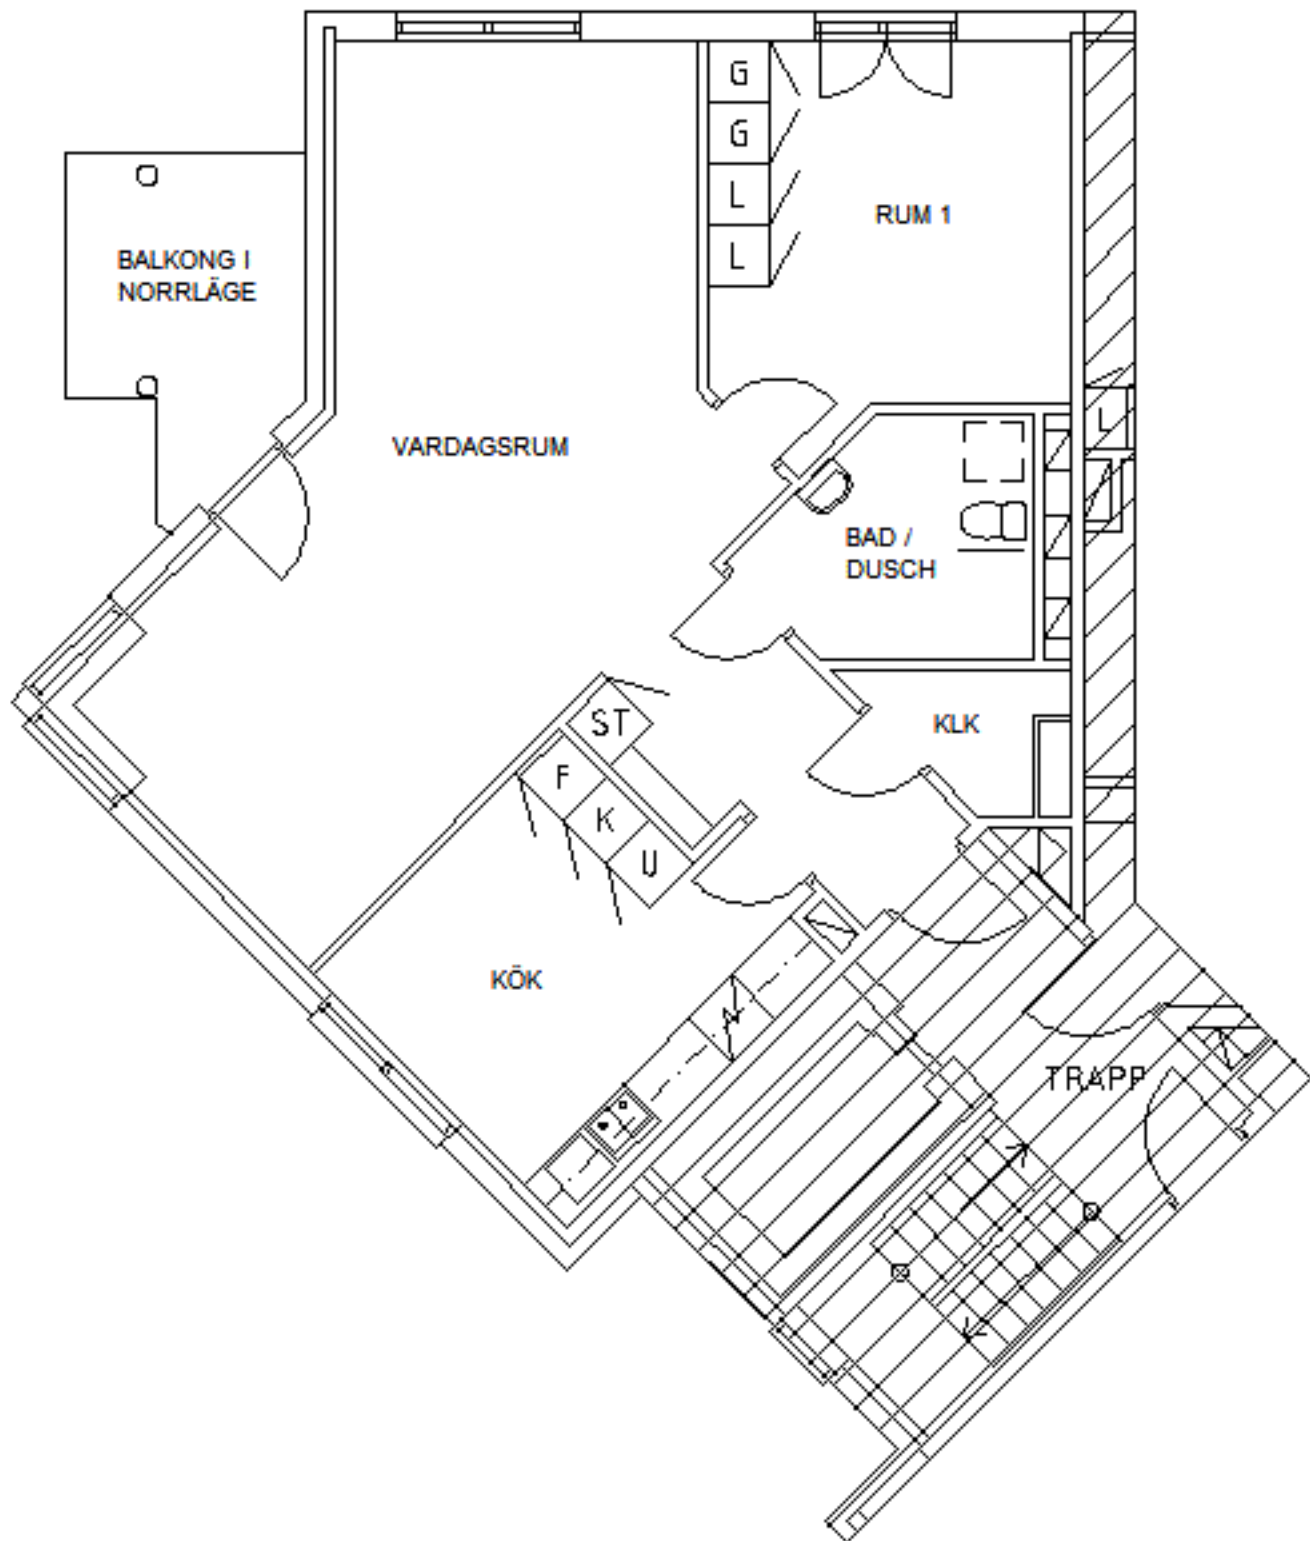 G
G
L
L
RUM 1
BALKONG I
NORRLÄGE
L
VARDAGSRUM
BAD /
DUSCH
ST
KLK
F
K
U
KÖK
TRAPP